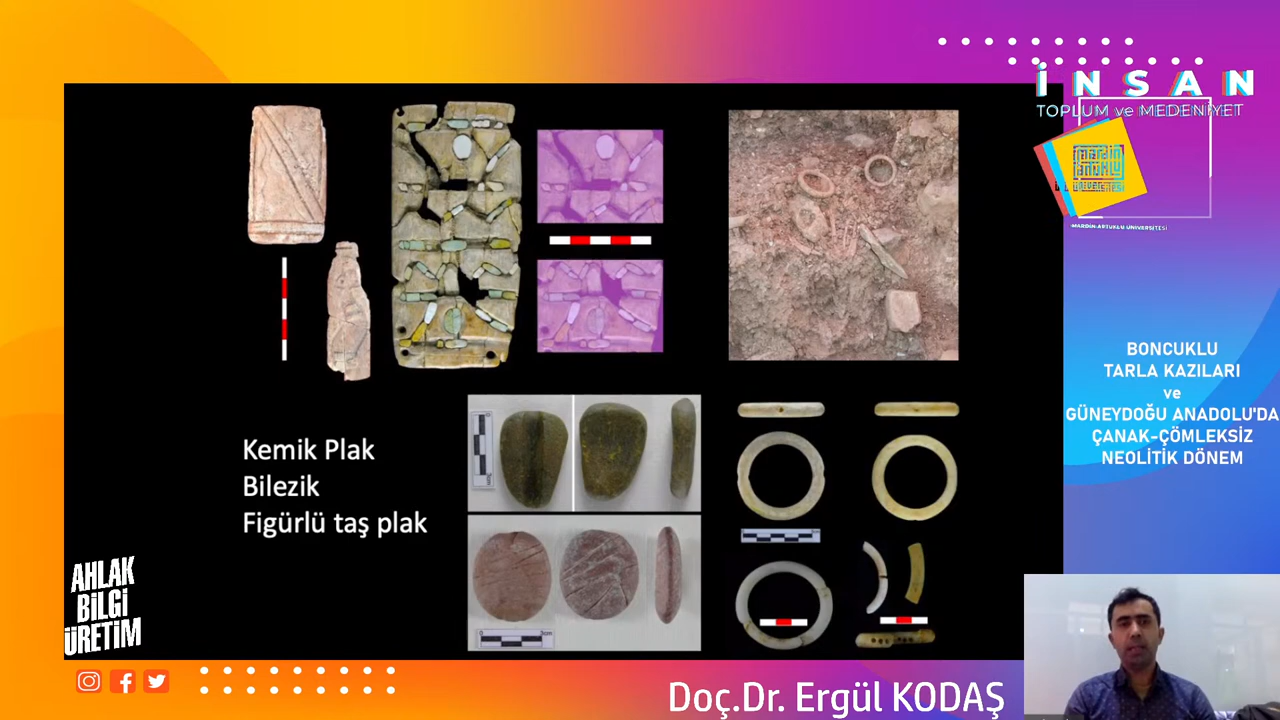 İNSAN
TOPLUM ve MEDENİYET
MARDİN ARTUKLU ÜNİVERSİTESİ
BONCUKLU
TARLA KAZILARI
ve
GÜNEYDOĞU ANADOLU'DA
ÇANAK-ÇÖMLEKSİZ
NEOLİTİK DÖNEM
Kemik Plak
Bilezik
Figürlü taş plak
AHLAK
BİLGİ
ÜRETİM
Doç.Dr. Ergül KODAŞ